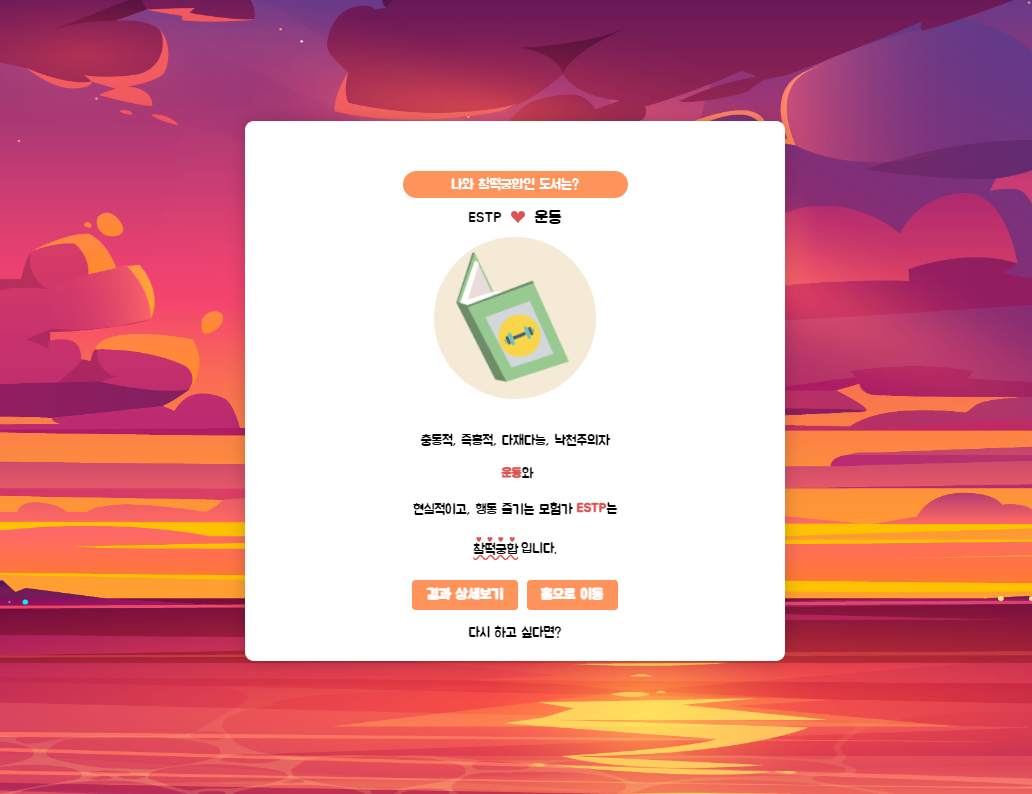 나와 찰떡궁합인 도서는?
ESTP ♥ 운동
충동적, 즉흥적, 다재다능, 낙천주의자
운동와
현실적이고, 행동 즐기는 모험가 ESTP는
찰떡궁합 입니다.
결과 상세보기 홈으로 이동
다시 하고 싶다면?